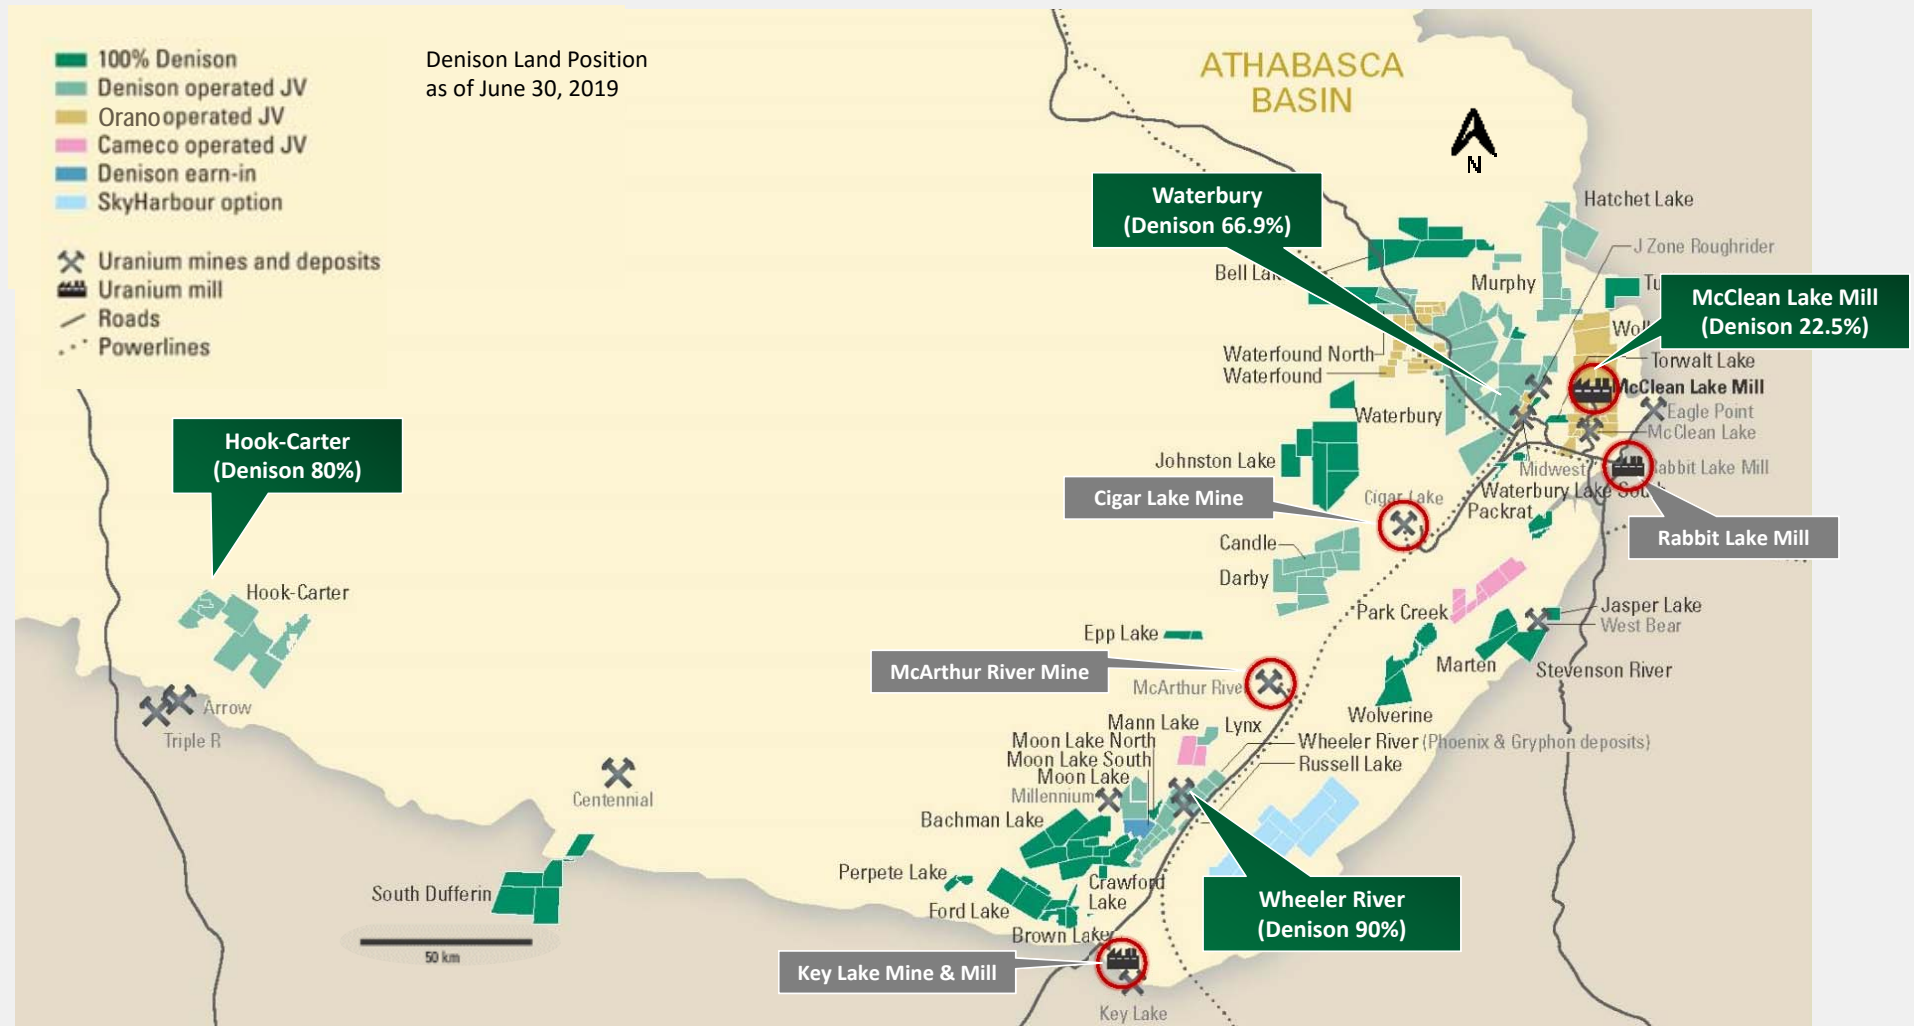 100% Denison
Denison operated JV
Orano operated JV
Cameco operated JV
Denison earn-in
SkyHarbour option
Uranium mines and deposits
Uranium mill
Roads
Powerlines
Denison Land Position
as of June 30, 2019
ATHABASCA
BASIN
N
Waterbury
(Denison 66.9%)
Hatchet Lake
J Zone Roughrider
Bell
Murphy
McClean Lake Mill
(Denison 22.5%)
Waterfound North
Waterfound
Torwalt Lake
McClean Lake Mill
Eagle Point
McClean Lake
Waterbury
Hook-Carter
(Denison 80%)
Johnston Lake
Midwest
Rabbit Lake Mill
Cigar Lake Mine
Cigar Lake
Waterbury Lake South
Packrat
Rabbit Lake Mill
Candle
Darby
Hook-Carter
Park Creek
Jasper Lake
West Bear
Epp Lake
Marten
Stevenson River
McArthur River Mine
McArthur Rive
Wolverine
Arrow
Triple R
Mann Lake
Lynx
Moon Lake North
Moon Lake South
Moon Lake
Millennium
Wheeler River (Phoenix & Gryphon deposits)
Russell Lake
Centennial
Bachman Lake
Perpete Lake
Crawford
Lake
South Dufferin
Ford Lake
Brown Lake
Wheeler River
(Denison 90%)
50 km
Key Lake Mine & Mill
Key Lake